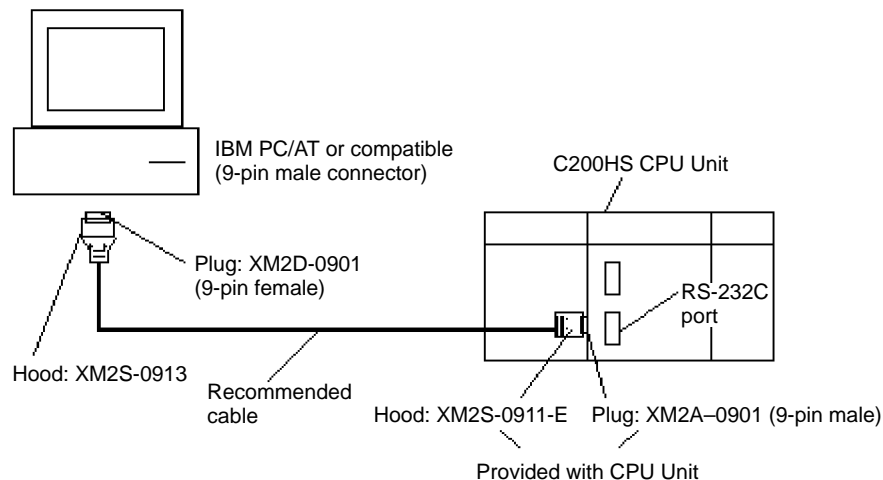 IBM PC/AT or compatible
(9-pin male connector)
C200HS CPU Unit
Plug: XM2D-0901
(9-pin female)
RS-232C
port
Hood: XM2S-0913
Recommended
cable
Hood: XM2S-0911-E
Plug: XM2A–0901 (9-pin male)
Provided with CPU Unit